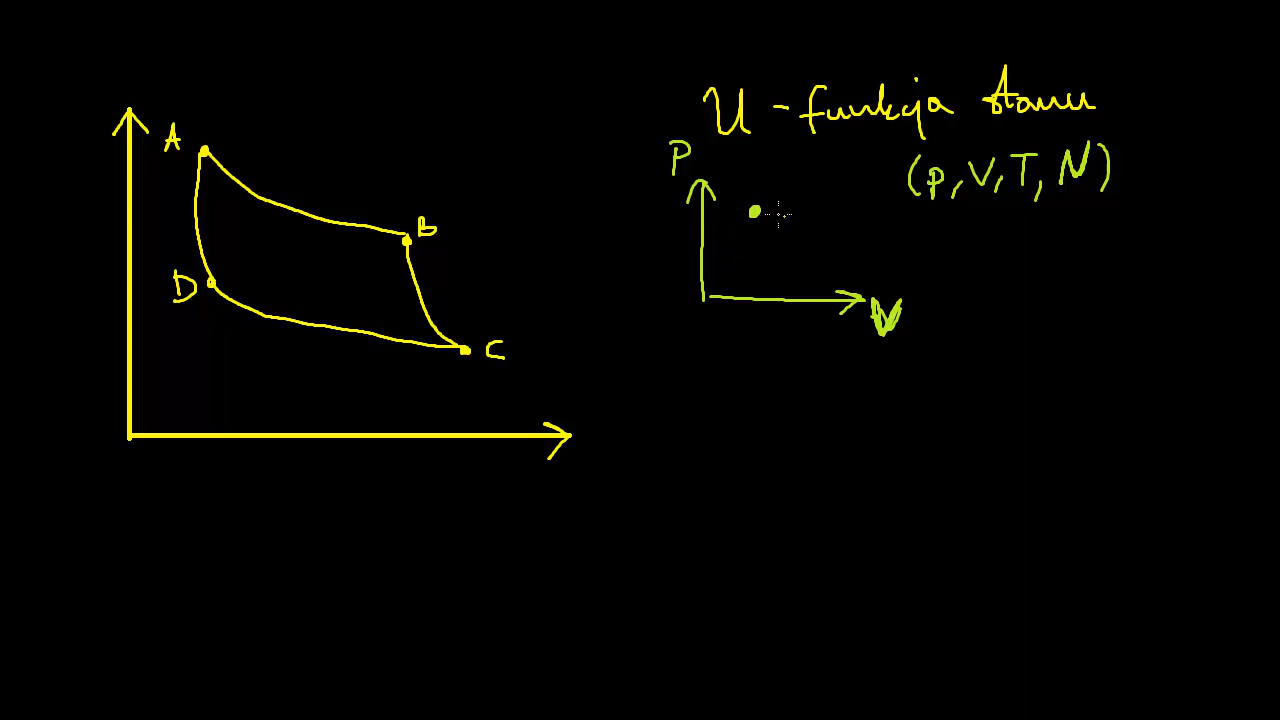 A
B
D
C
U - funkcja stanu
(p, V, T, N)
P
V